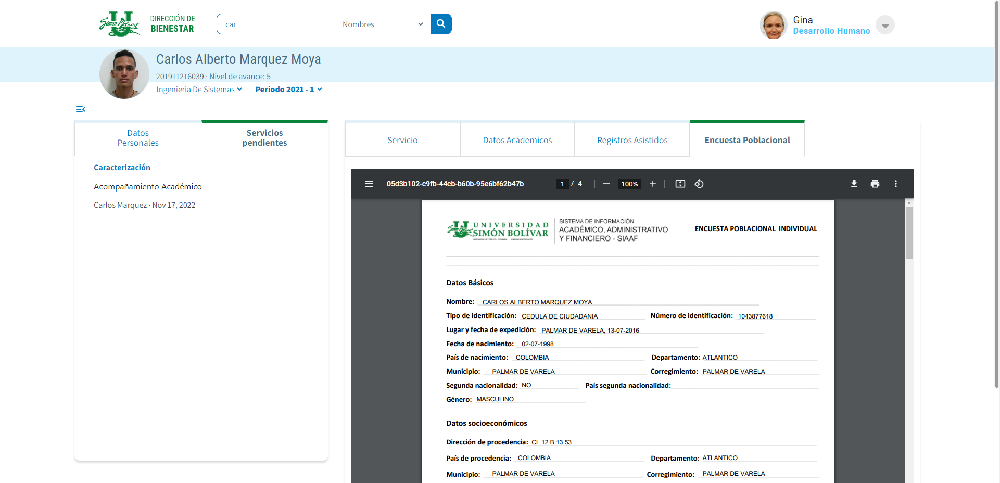 Simón Bolívar
DIRECCIÓN DE
BIENESTAR
car
Nombres
Gina
Desarrollo Humano
Carlos Alberto Marquez Moya
201911216039 · Nivel de avance: 5
Ingenieria De Sistemas
Periodo 2021 - 1
Datos
Personales
Servicios
pendientes
Caracterización
Acompañamiento Académico
Carlos Marquez · Nov 17, 2022
Servicio
Datos Academicos
Registros Asistidos
Encuesta Poblacional
05d3b102-c9fb-44cb-b60b-95e6bf62b47b
1 / 4
100%
UNIVERSIDAD
SIMÓN BOLÍVAR
SISTEMA DE INFORMACIÓN
ACADÉMICO, ADMINISTRATIVO
Y FINANCIERO - SIAAF
ENCUESTA POBLACIONAL INDIVIDUAL
Datos Básicos
Nombre: CARLOS ALBERTO MARQUEZ MOYA
Tipo de identificación: CEDULA DE CIUDADANIA Número de identificación: 1043877618
Lugar y fecha de expedición: PALMAR DE VARELA, 13-07-2016
Fecha de nacimiento: 02-07-1998
País de nacimiento: COLOMBIA Departamento: ATLANTICO
Municipio: PALMAR DE VARELA Corregimiento: PALMAR DE VARELA
Segunda nacionalidad: NO País segunda nacionalidad:
Género: MASCULINO
Datos socioeconómicos
Dirección de procedencia: CL 12 B 13 53
País de procedencia: COLOMBIA Departamento: ATLANTICO
Municipio: PALMAR DE VARELA Corregimiento: PALMAR DE VARELA